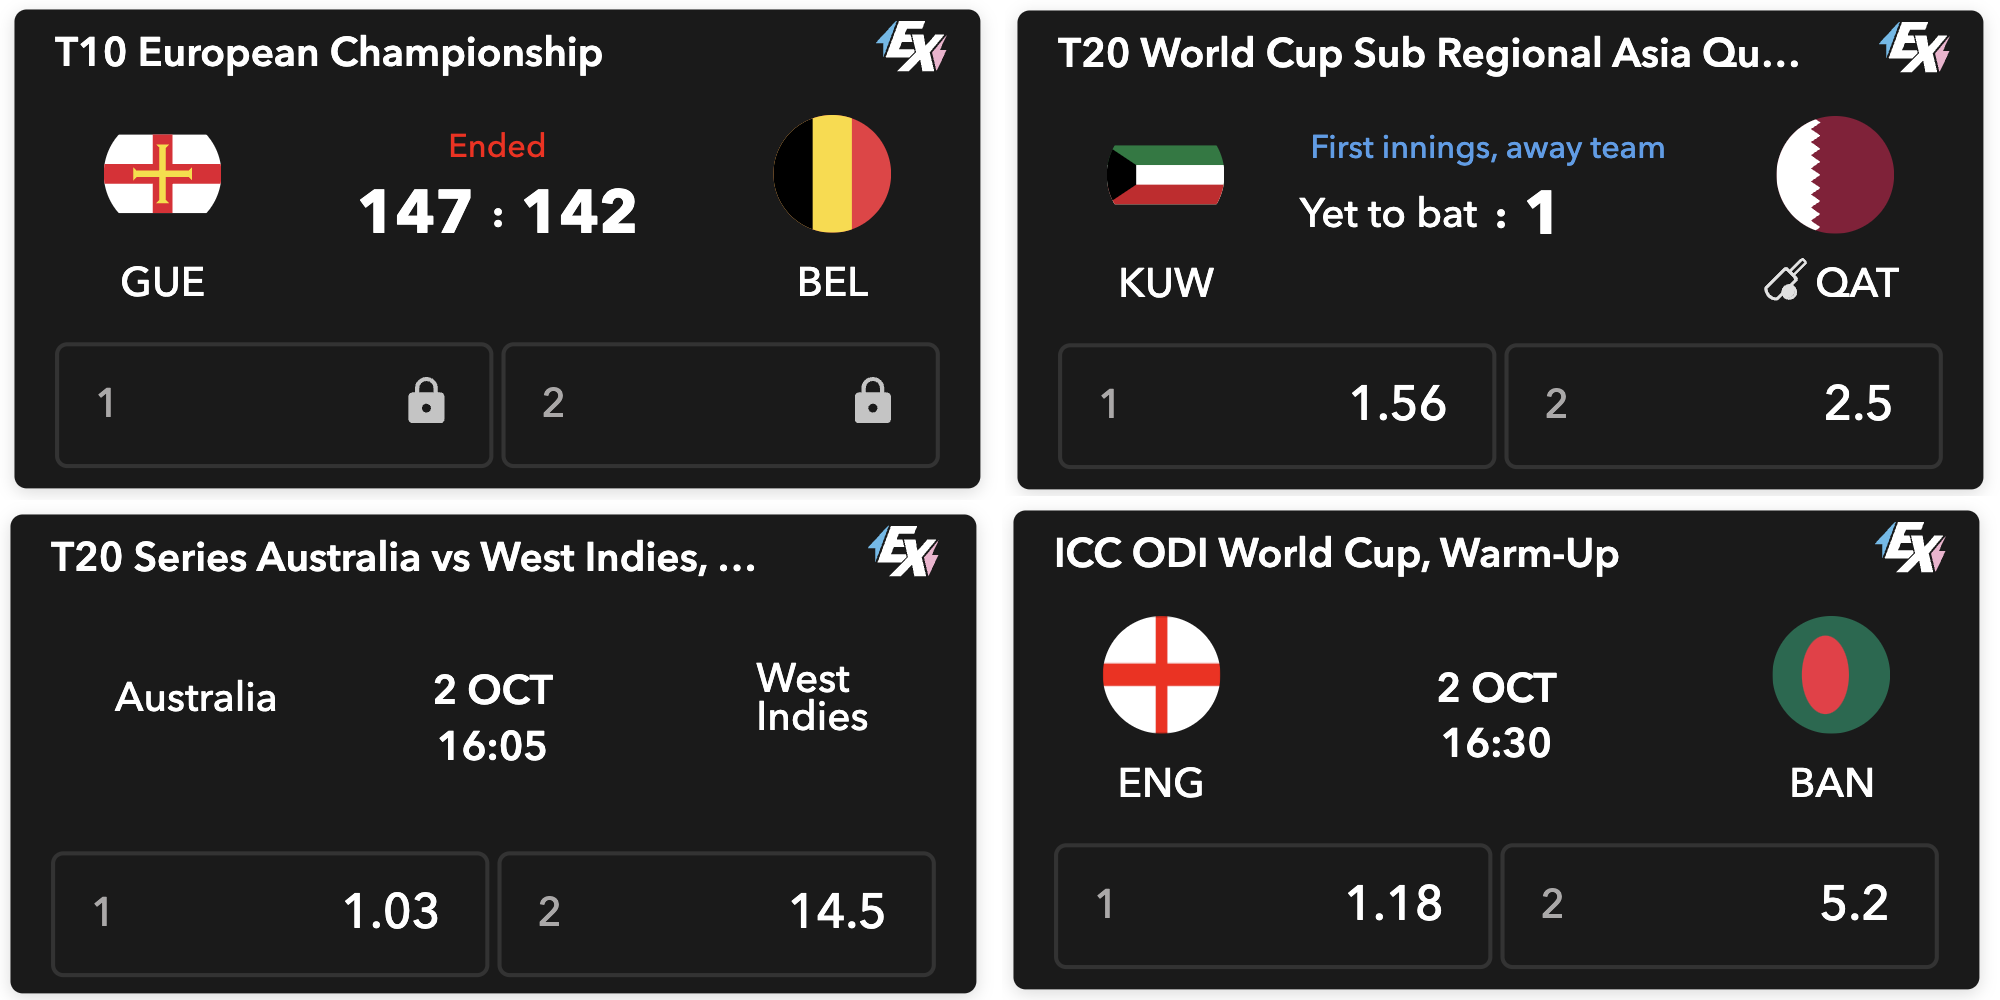 T10 European Championship
EX
Ended
147 : 142
GUE
BEL
1
2
T20 World Cup Sub Regional Asia Qu...
EX
First innings, away team
Yet to bat : 1
KUW
QAT
1
1.56
2
2.5
T20 Series Australia vs West Indies, ...
EX
Australia
2 OCT
16:05
West
Indies
1
1.03
2
14.5
ICC ODI World Cup, Warm-Up
EX
2 OCT
16:30
ENG
BAN
1
1.18
2
5.2